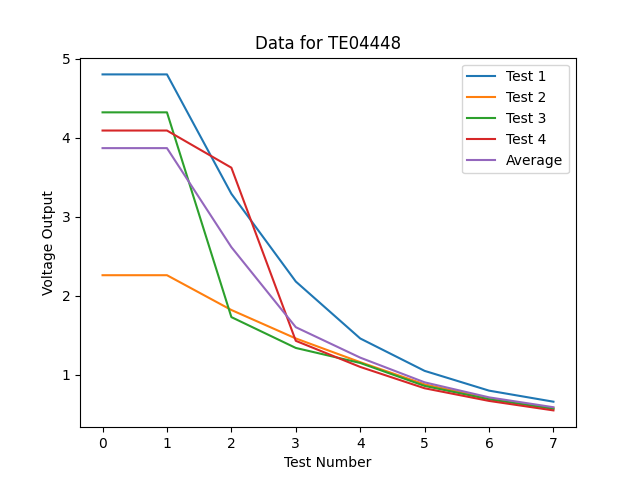 Data for TE04448
Test 1
Test 2
Test 3
Test 4
Average
5
4
3
2
1
Voltage Output
0 1 2 3 4 5 6 7
Test Number